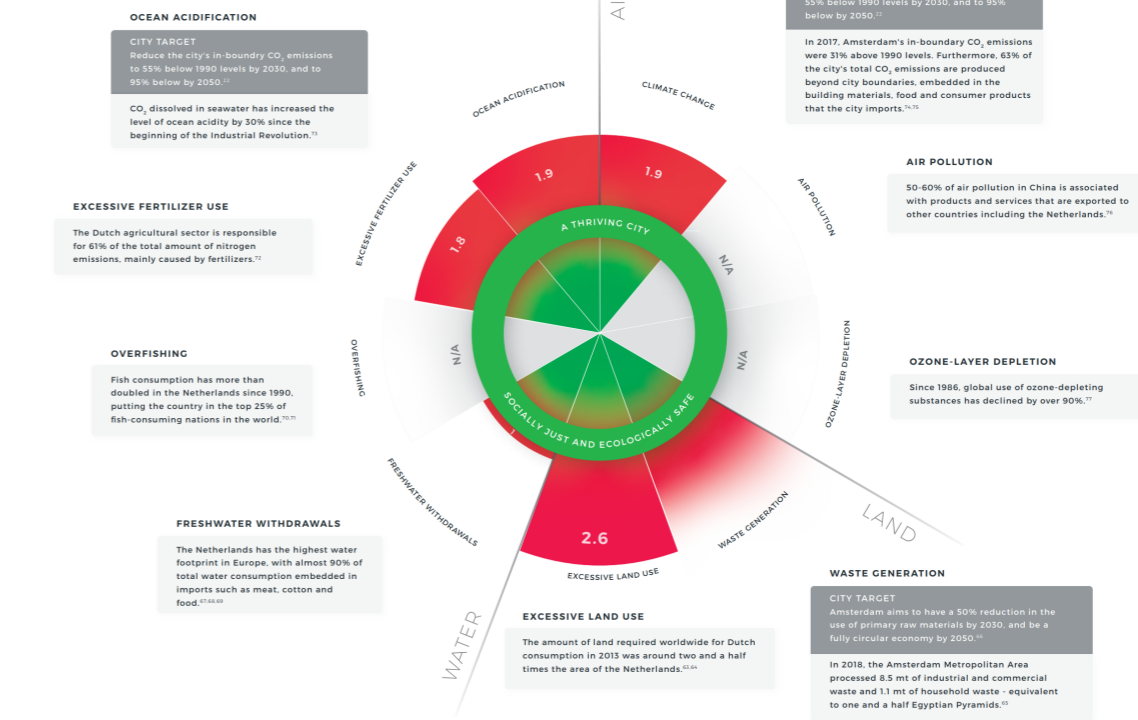 OCEAN ACIDIFICATION
CITY TARGET
Reduce the city's in-boundry CO₂ emissions
to 55% below 1990 levels by 2030, and to
95% below by 2050.²²
CO₂ dissolved in seawater has increased the
level of ocean acidity by 30% since the
beginning of the Industrial Revolution.⁷³
EXCESSIVE FERTILIZER USE
The Dutch agricultural sector is responsible
for 61% of the total amount of nitrogen
emissions, mainly caused by fertilizers.⁷²
OVERFISHING
Fish consumption has more than
doubled in the Netherlands since 1990,
putting the country in the top 25% of
fish-consuming nations in the world.⁷⁰,⁷¹
FRESHWATER WITHDRAWALS
The Netherlands has the highest water
footprint in Europe, with almost 90% of
total water consumption embedded in
imports such as meat, cotton and
food.⁶⁷,⁶⁸,⁶⁹
OCEAN ACIDIFICATION
CLIMATE CHANGE
EXCESSIVE FERTILIZER USE
AIR POLLUTION
1.9
1.9
1.8
A THRIVING CITY
N/A
OVERFISHING
N/A
N/A
OZONE-LAYER DEPLETION
SOCIALLY JUST AND ECOLOGICALLY SAFE
FRESHWATER WITHDRAWALS
2.6
WASTE GENERATION
EXCESSIVE LAND USE
LAND
WATER
EXCESSIVE LAND USE
The amount of land required worldwide for Dutch
consumption in 2013 was around two and a half
times the area of the Netherlands.⁶³,⁶⁴
55% below 1990 levels by 2030, and to 95%
below by 2050.²²
In 2017, Amsterdam's in-boundary CO₂ emissions
were 31% above 1990 levels. Furthermore, 63% of
the city's total CO₂ emissions are produced
beyond city boundaries, embedded in the
building materials, food and consumer products
that the city imports.⁷⁴,⁷⁵
AIR POLLUTION
50-60% of air pollution in China is associated
with products and services that are exported to
other countries including the Netherlands.⁷⁶
OZONE-LAYER DEPLETION
Since 1986, global use of ozone-depleting
substances has declined by over 90%.⁷⁷
WASTE GENERATION
CITY TARGET
Amsterdam aims to have a 50% reduction in the
use of primary raw materials by 2030, and be a
fully circular economy by 2050.
In 2018, the Amsterdam Metropolitan Area
processed 8.5 mt of industrial and commercial
waste and 1.1 mt of household waste - equivalent
to one and a half Egyptian Pyramids.⁶⁵